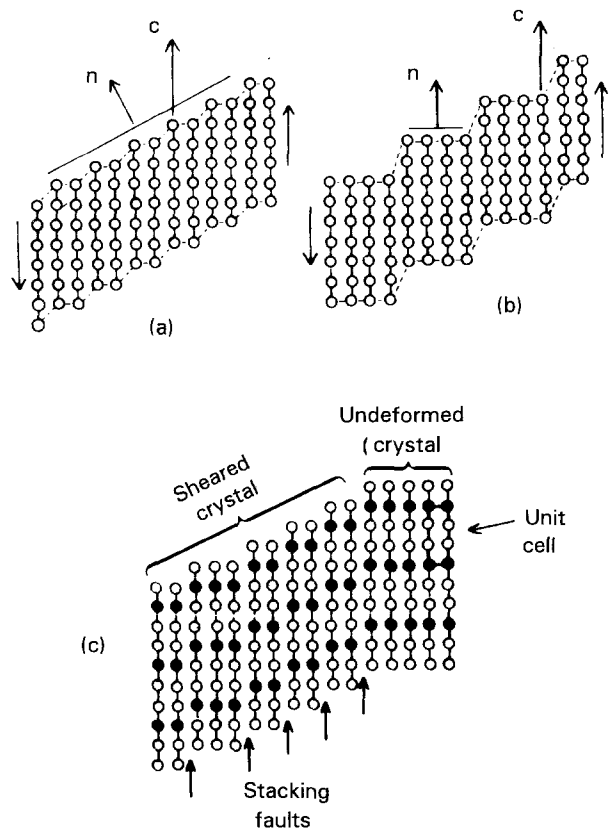 c
n
(a)
c
n
(b)
Undeformed
( crystal
Sheared
crystal
Unit
cell
(c)
Stacking
faults